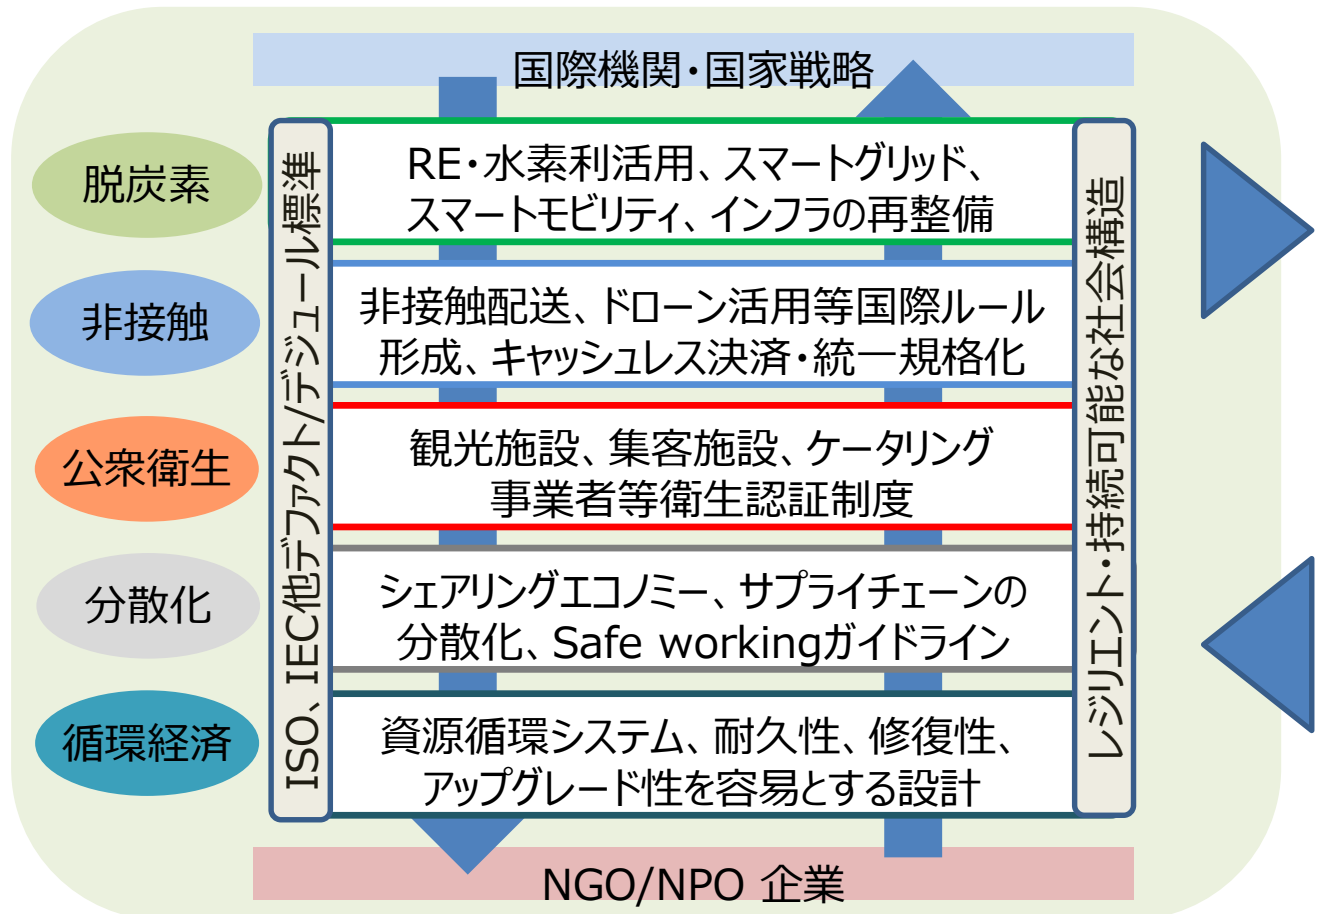 国際機関・国家戦略
ISO、IEC他デファクト/デジュール標準
脱炭素
RE・水素利活用、スマートグリッド、
スマートモビリティ、インフラの再整備
非接触
非接触配送、ドローン活用等国際ルール
形成、キャッシュレス決済・統一規格化
公衆衛生
観光施設、集客施設、ケータリング
事業者等衛生認証制度
分散化
シェアリングエコノミー、サプライチェーンの
分散化、Safe workingガイドライン
循環経済
資源循環システム、耐久性、修復性、
アップグレード性を容易とする設計
レジリエント・持続可能な社会構造
NGO/NPO 企業